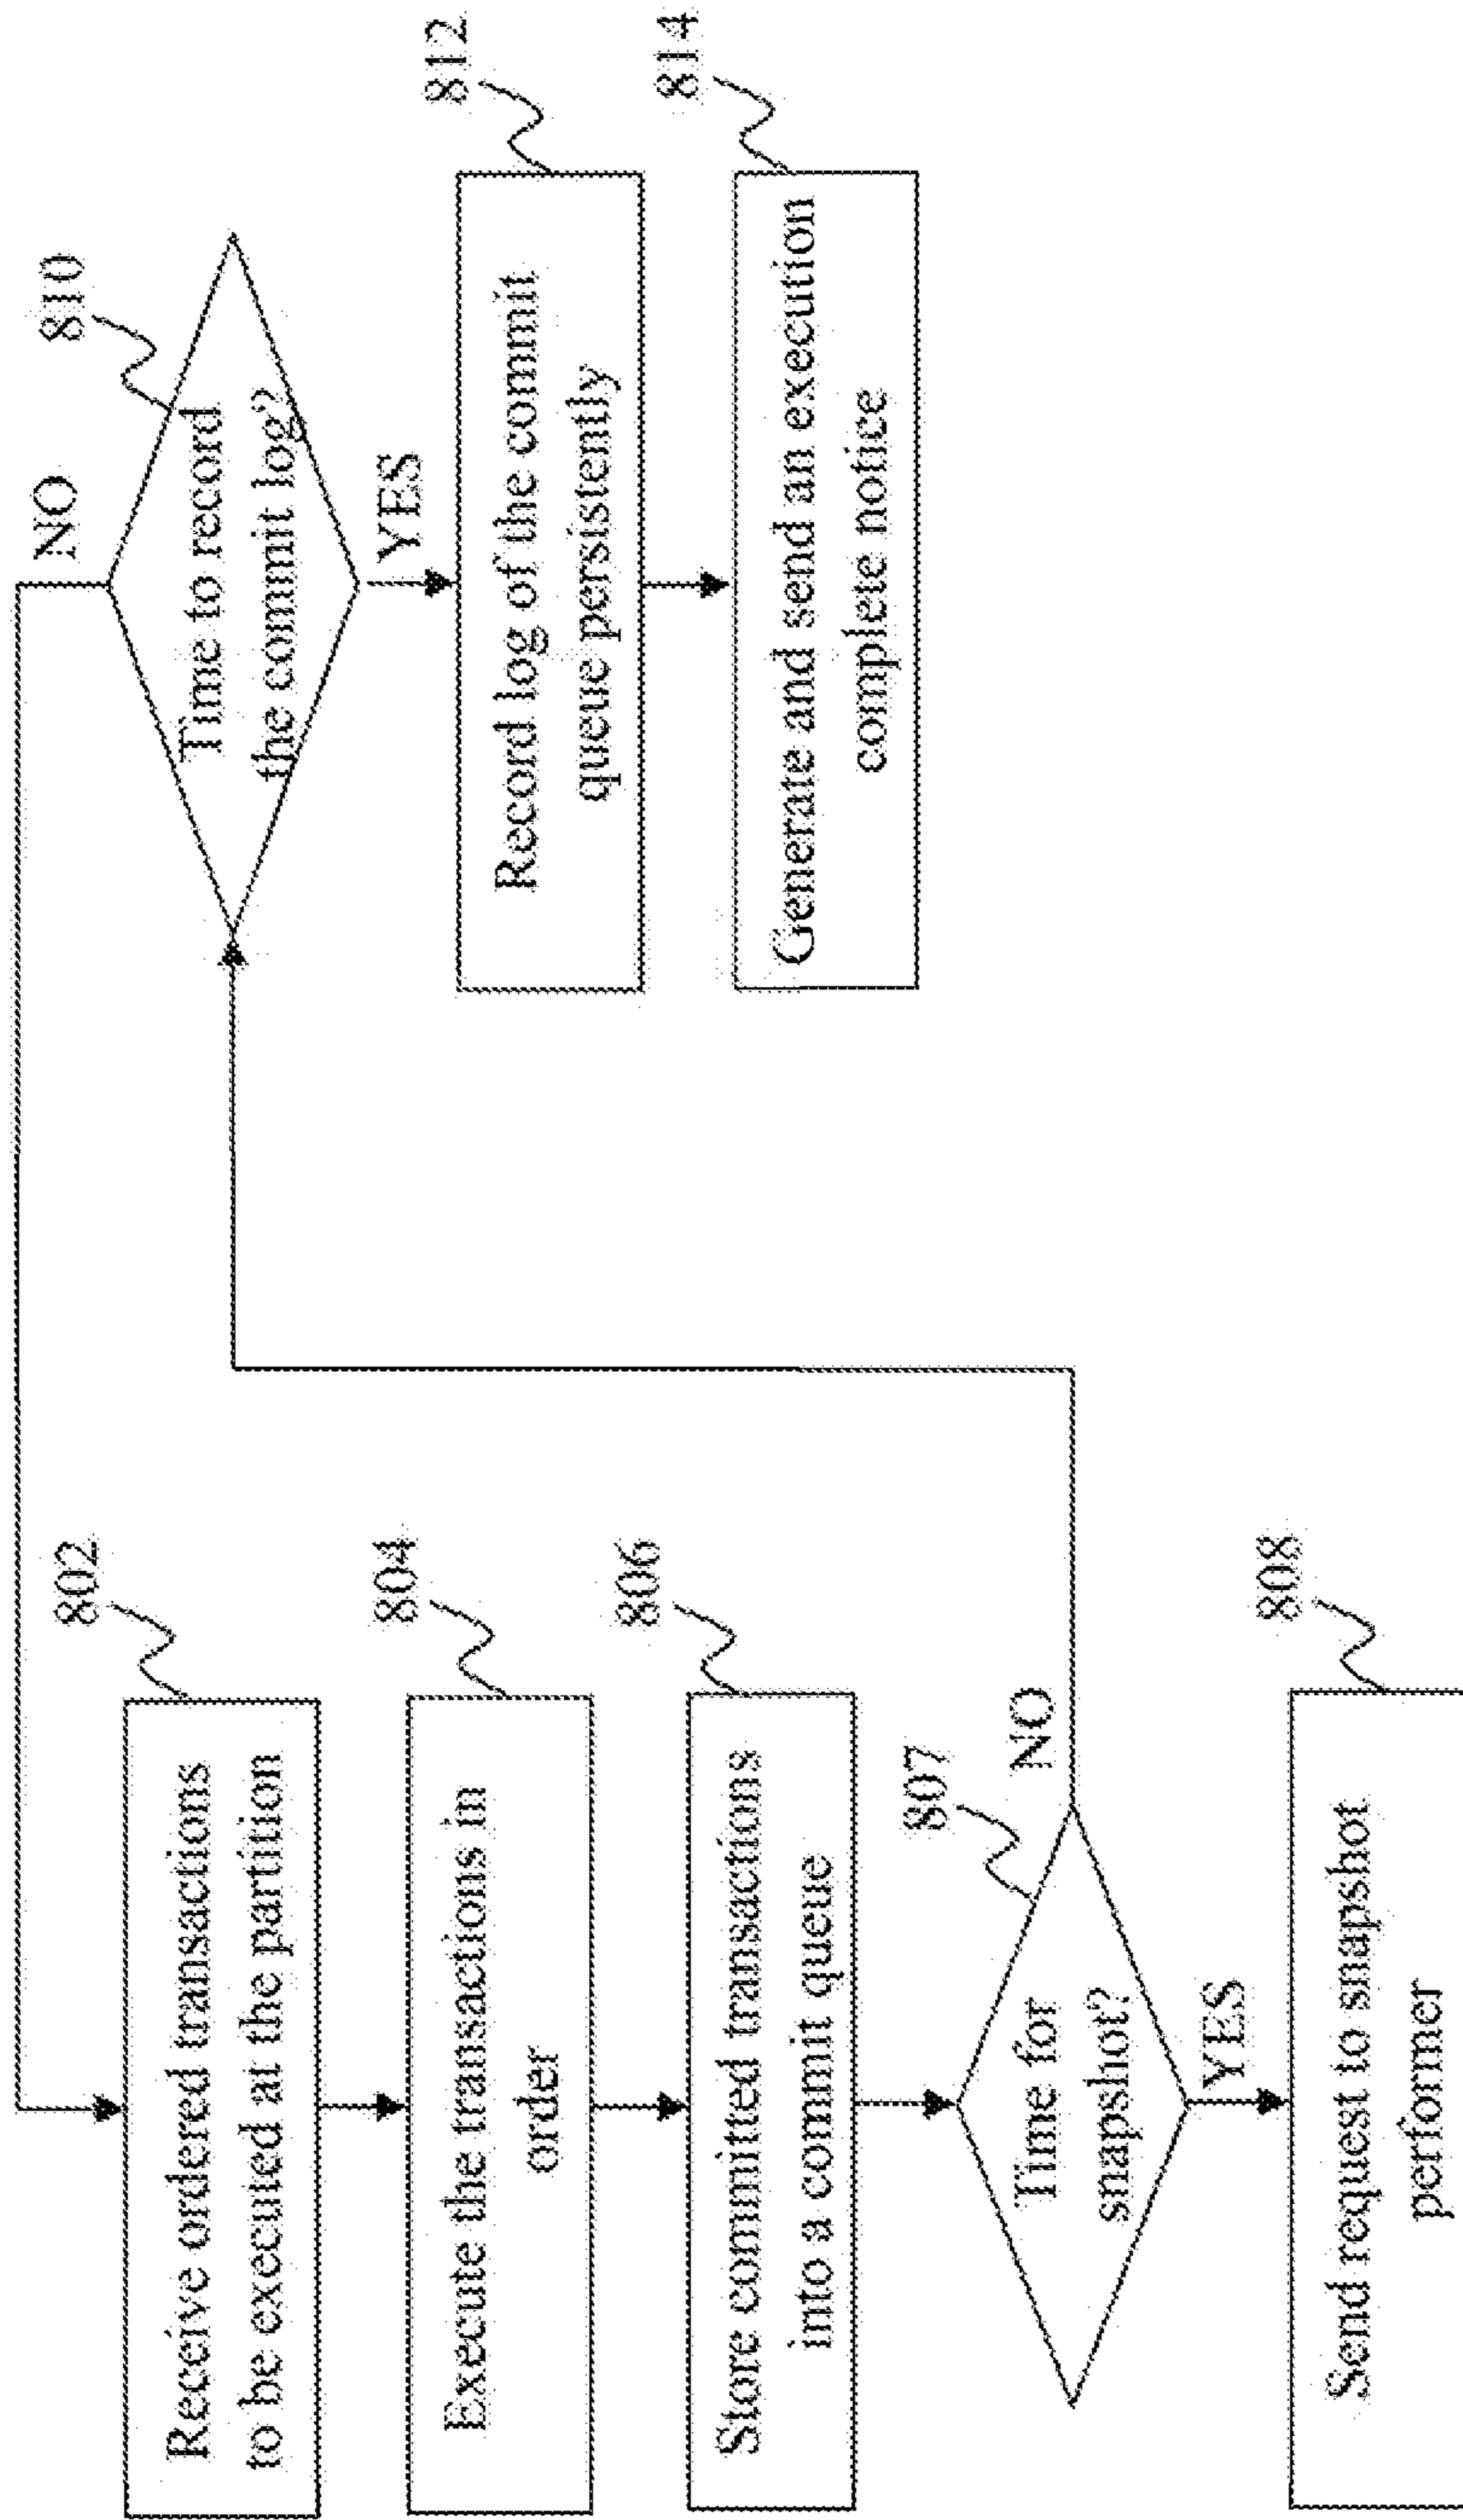 802
Receive ordered transactions
to be executed at the partition
804
Execute the transactions in
order
806
Store committed transactions
into a commit queue
807
Time for
snapshot?
NO
YES
808
Send request to snapshot
performer
NO
810
Time to record
the commit log?
YES
812
Record log of the commit
queue persistently
814
Generate and send an execution
complete notice